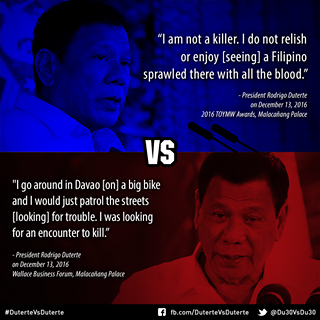 “I am not a killer. I do not relish
or enjoy [seeing] a Filipino
sprawled there with all the blood.”
- President Rodrigo Duterte
on December 13, 2016
2016 TOYMW Awards, Malacañang Palace
VS
"I go around in Davao [on] a big bike
and I would just patrol the streets
[looking] for trouble. I was looking
for an encounter to kill.”
- President Rodrigo Duterte
on December 13, 2016
Wallace Business Forum, Malacañang Palace
#DuterteVsDuterte
fb.com/DuterteVsDuterte
@Du30VsDu30